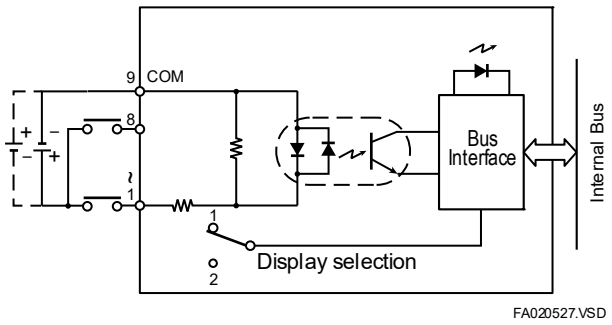 9 COM
+ − 8
− +
~
1
1
2
Display selection
Bus
Interface
Internal Bus
FA020527.VSD